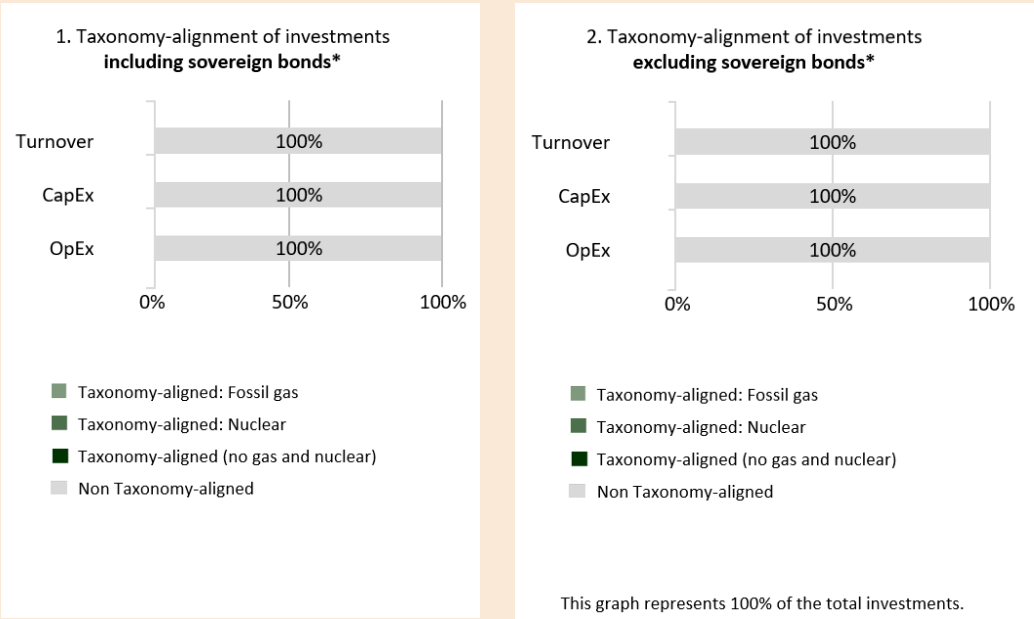 1. Taxonomy-alignment of investments
including sovereign bonds*
Turnover
100%
CapEx
100%
OpEx
100%
0%
50%
100%
Taxonomy-aligned: Fossil gas
Taxonomy-aligned: Nuclear
Taxonomy-aligned (no gas and nuclear)
Non Taxonomy-aligned
2. Taxonomy-alignment of investments
excluding sovereign bonds*
Turnover
100%
CapEx
100%
OpEx
100%
0%
50%
100%
Taxonomy-aligned: Fossil gas
Taxonomy-aligned: Nuclear
Taxonomy-aligned (no gas and nuclear)
Non Taxonomy-aligned
This graph represents 100% of the total investments.